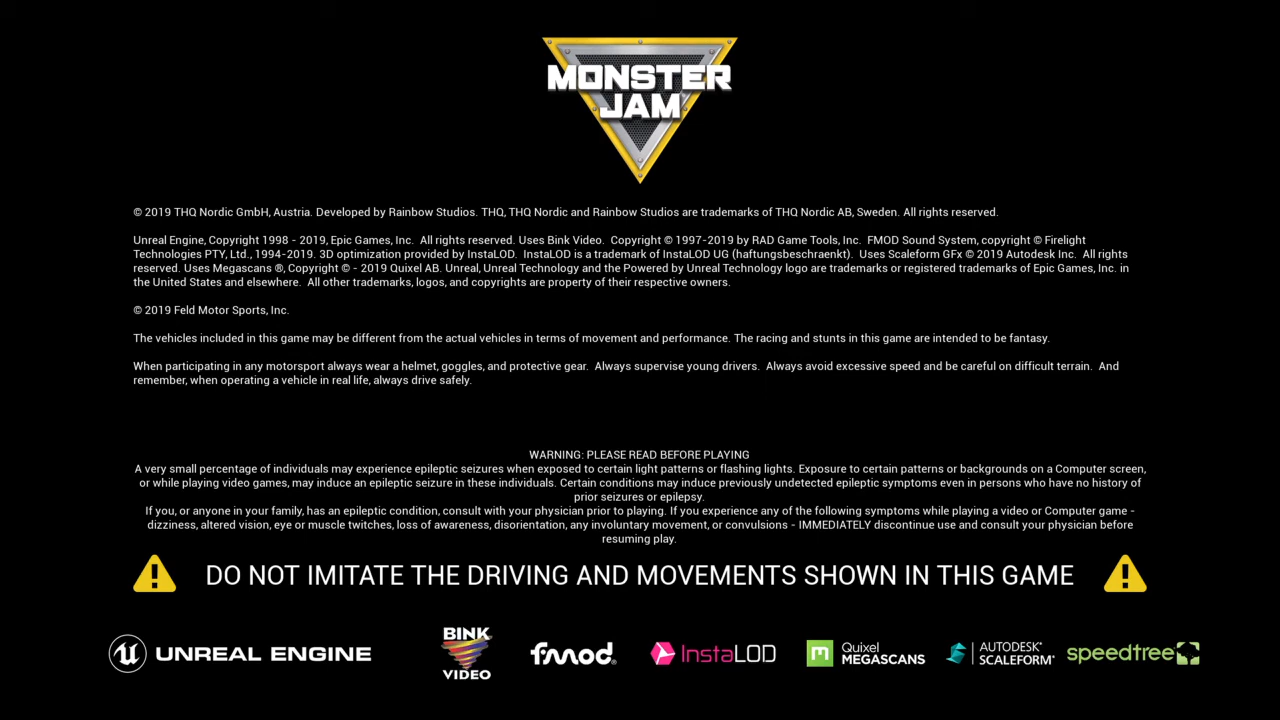 MONSTER
JAM
© 2019 THQ Nordic GmbH, Austria. Developed by Rainbow Studios. THQ, THQ Nordic and Rainbow Studios are trademarks of THQ Nordic AB, Sweden. All rights reserved.
Unreal Engine, Copyright 1998 - 2019, Epic Games, Inc.  All rights reserved. Uses Bink Video.  Copyright © 1997-2019 by RAD Game Tools, Inc.  FMOD Sound System, copyright © Firelight
Technologies PTY, Ltd., 1994-2019. 3D optimization provided by InstaLOD.  InstaLOD is a trademark of InstaLOD UG (haftungsbeschraenkt).  Uses Scaleform GFx © 2019 Autodesk Inc.  All rights
reserved. Uses Megascans ®, Copyright © - 2019 Quixel AB. Unreal, Unreal Technology and the Powered by Unreal Technology logo are trademarks or registered trademarks of Epic Games, Inc. in
the United States and elsewhere.  All other trademarks, logos, and copyrights are property of their respective owners.
© 2019 Feld Motor Sports, Inc.
The vehicles included in this game may be different from the actual vehicles in terms of movement and performance. The racing and stunts in this game are intended to be fantasy.
When participating in any motorsport always wear a helmet, goggles, and protective gear.  Always supervise young drivers.  Always avoid excessive speed and be careful on difficult terrain.  And
remember, when operating a vehicle in real life, always drive safely.
WARNING: PLEASE READ BEFORE PLAYING
A very small percentage of individuals may experience epileptic seizures when exposed to certain light patterns or flashing lights. Exposure to certain patterns or backgrounds on a Computer screen,
or while playing video games, may induce an epileptic seizure in these individuals. Certain conditions may induce previously undetected epileptic symptoms even in persons who have no history of
prior seizures or epilepsy.
If you, or anyone in your family, has an epileptic condition, consult with your physician prior to playing. If you experience any of the following symptoms while playing a video or Computer game -
dizziness, altered vision, eye or muscle twitches, loss of awareness, disorientation, any involuntary movement, or convulsions - IMMEDIATELY discontinue use and consult your physician before
resuming play.
DO NOT IMITATE THE DRIVING AND MOVEMENTS SHOWN IN THIS GAME
UNREAL ENGINE
BINK
VIDEO
fmod®
InstaLOD
Quixel
MEGASCANS
AUTODESK®
SCALEFORM®
speedtree